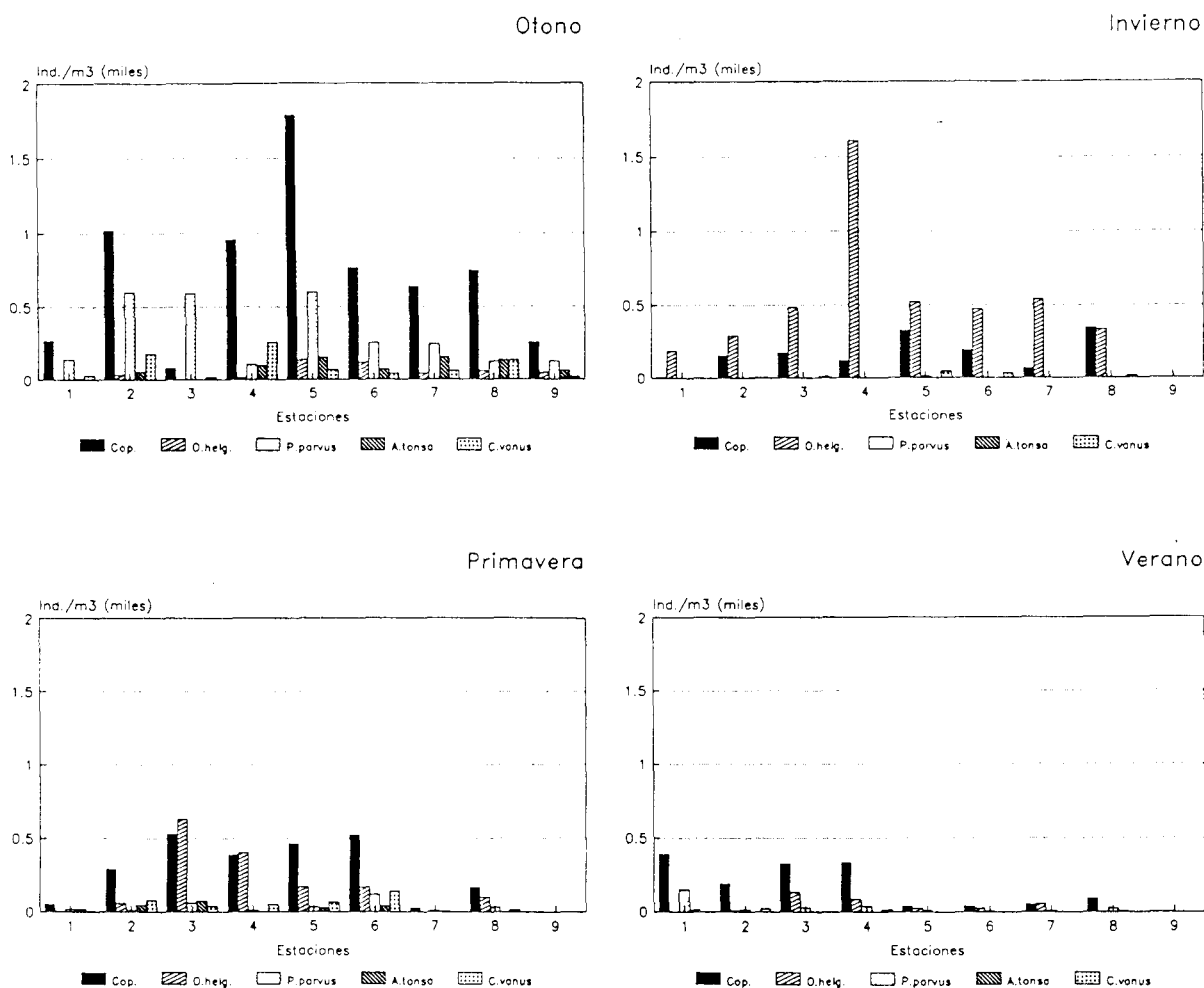 Otono
Ind./m3 (miles)
2
1.5
1
0.5
0
1 2 3 4 5 6 7 8 9
Estaciones
Cop. O.helg. P.parvus A.tonsa C.vanus
Invierno
Ind./m3 (miles)
2
1.5
1
0.5
0
1 2 3 4 5 6 7 8 9
Estaciones
Cop. O.helg. P.parvus A.tonsa C.vanus
Primavera
Ind./m3 (miles)
2
1.5
1
0.5
0
1 2 3 4 5 6 7 8 9
Estaciones
Cop. O.helg. P.parvus A.tonsa C.vanus
Verano
Ind./m3 (miles)
2
1.5
1
0.5
0
1 2 3 4 5 6 7 8 9
Estaciones
Cop. O.helg. P.parvus A.tonsa C.vanus